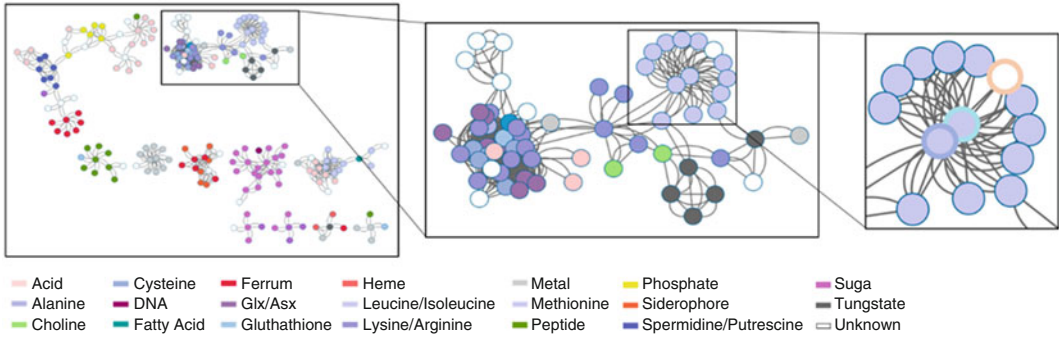 Acid Cysteine Ferrum Heme Metal Phosphate Suga
Alanine DNA Glx/Asx Leucine/Isoleucine Methionine Siderophore Tungstate
Choline Fatty Acid Gluthathione Lysine/Arginine Peptide Spermidine/Putrescine Unknown